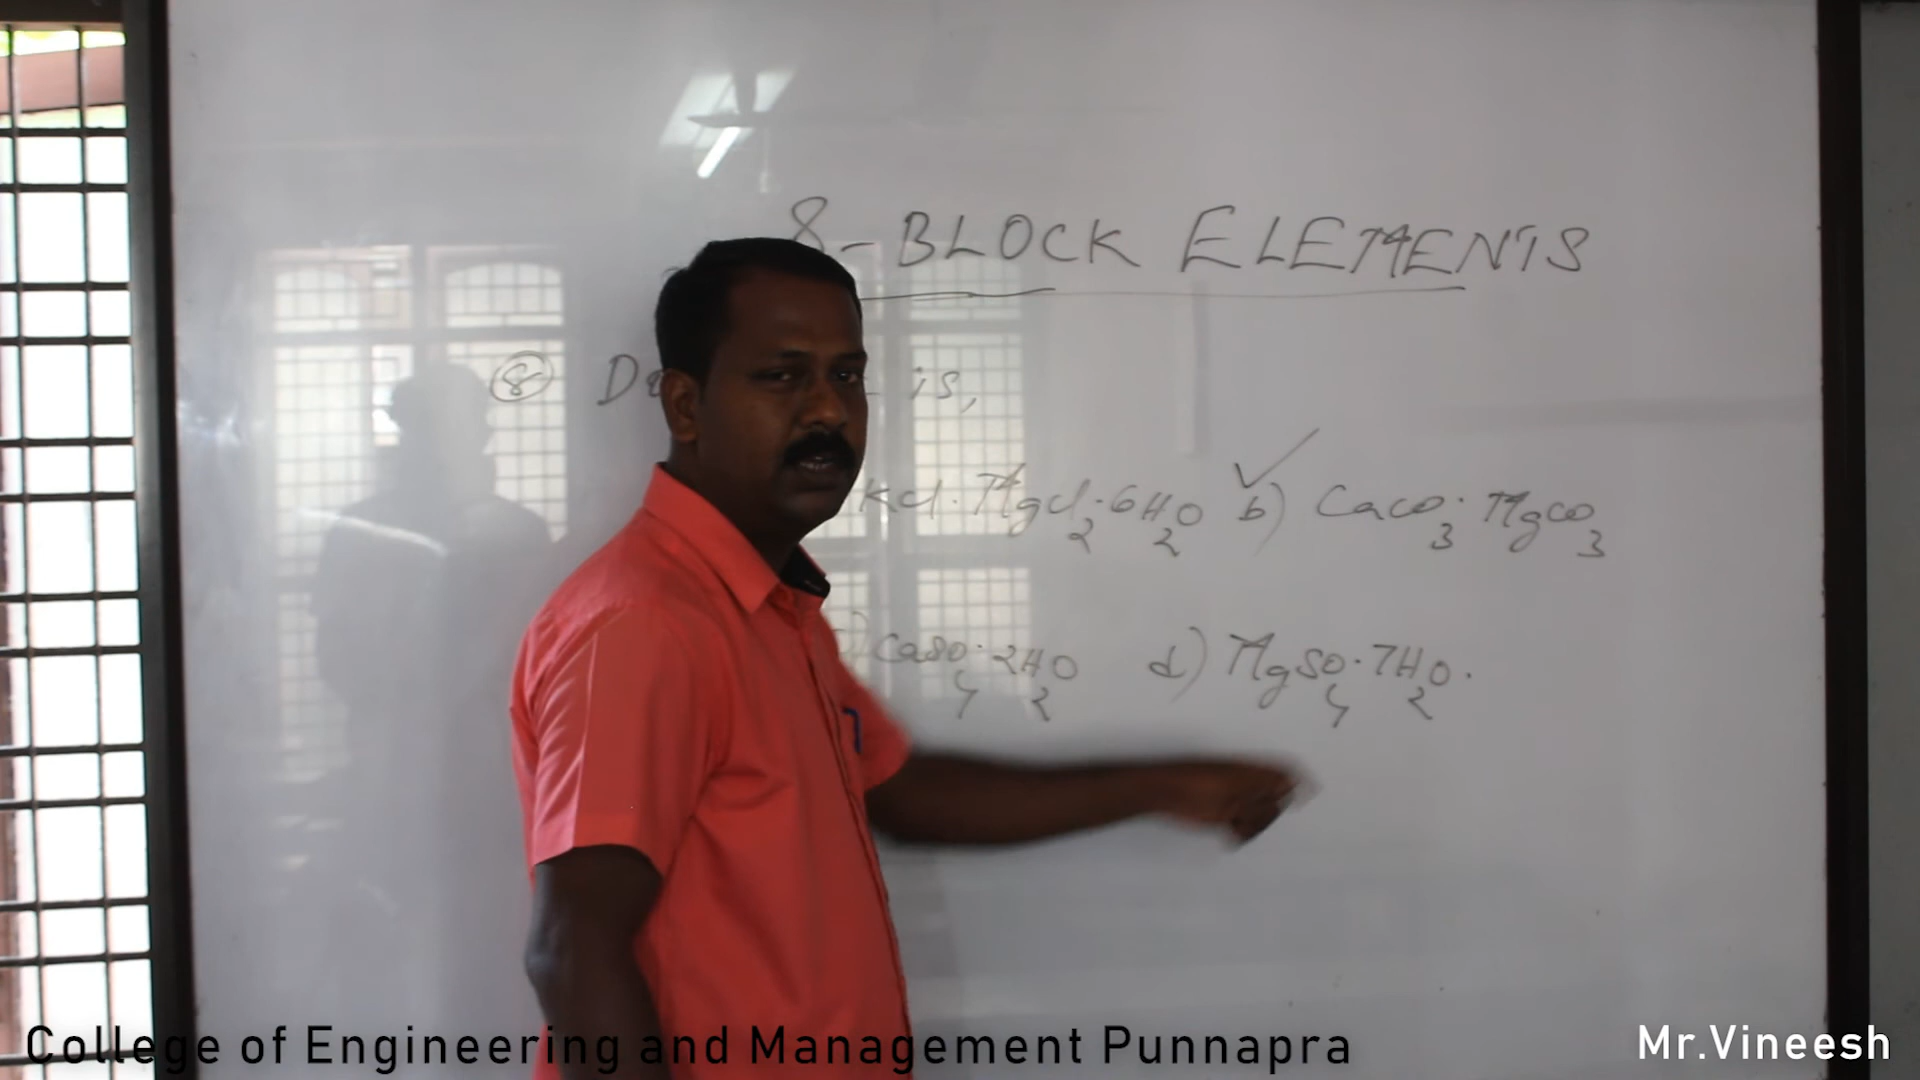 S-BLOCK ELEMENTS
⑧ is,
KCl·MgCl₂·6H₂O b) CaCO₃·MgCO₃
CaSO₄·2H₂O d) MgSO₄·7H₂O.
College of Engineering and Management Punnapra
Mr.Vineesh